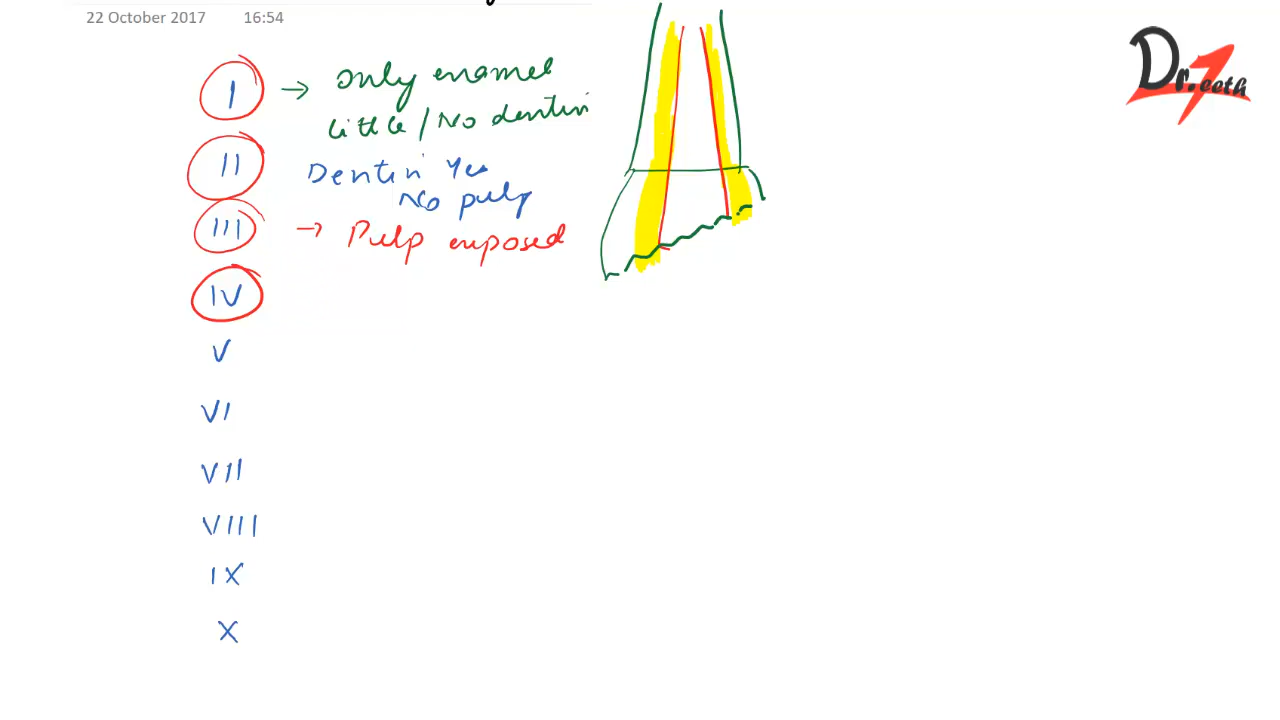 22 October 2017 16:54
I → only enamel
little / No dentin
II Dentin Yes
No pulp
III → Pulp exposed
IV
V
VI
VII
VIII
IX
X
Dr.Teeth